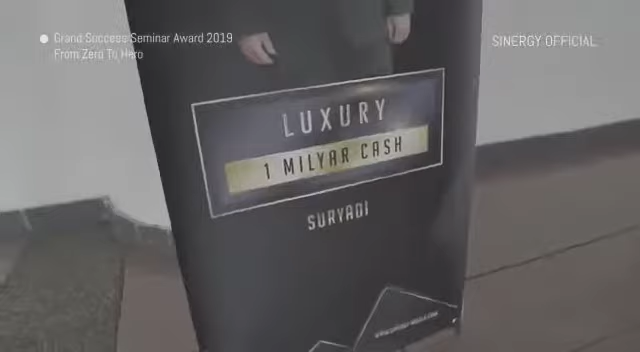 Grand Success Seminar Award 2019
From Zero To Hero
SINERGY OFFICIAL
LUXURY
1 MILYAR CASH
SURYADI